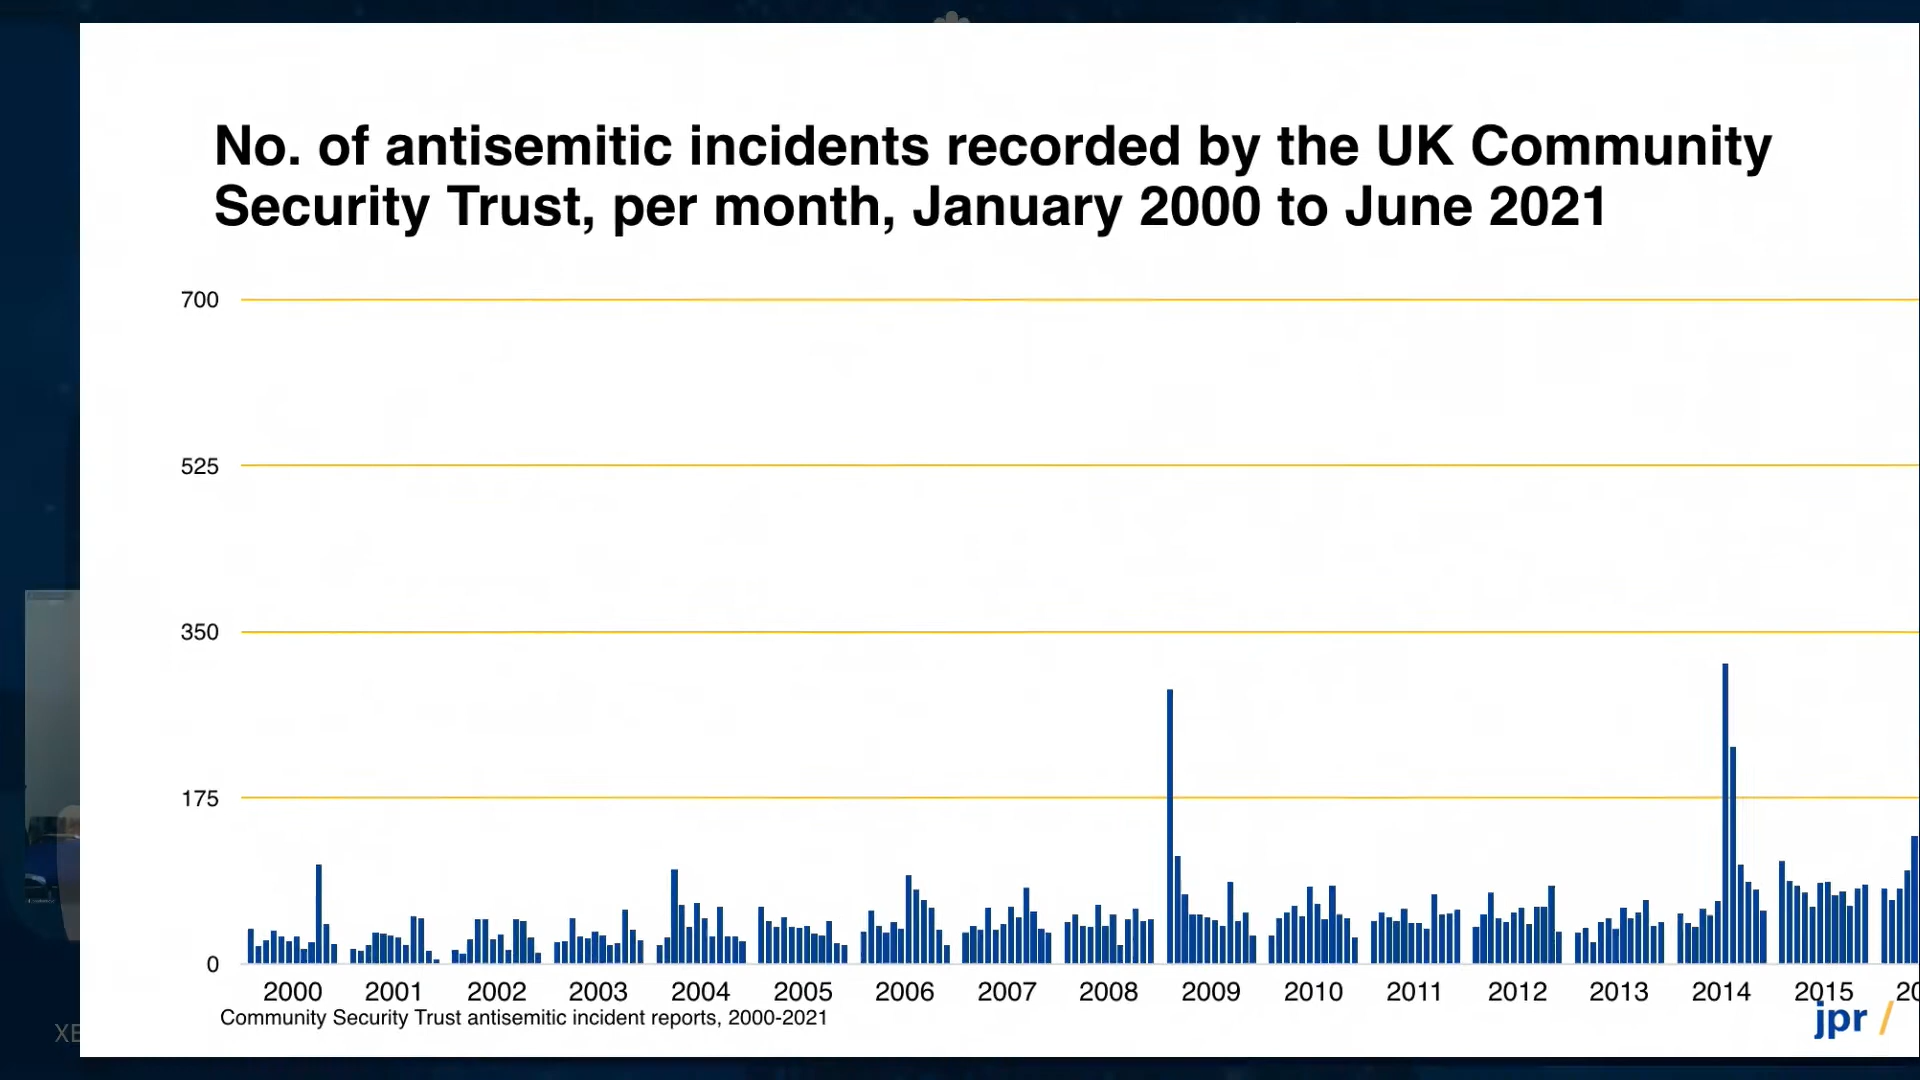 No. of antisemitic incidents recorded by the UK Community
Security Trust, per month, January 2000 to June 2021
700
525
350
175
0
2000 2001 2002 2003 2004 2005 2006 2007 2008 2009 2010 2011 2012 2013 2014 2015
Community Security Trust antisemitic incident reports, 2000-2021
jpr /